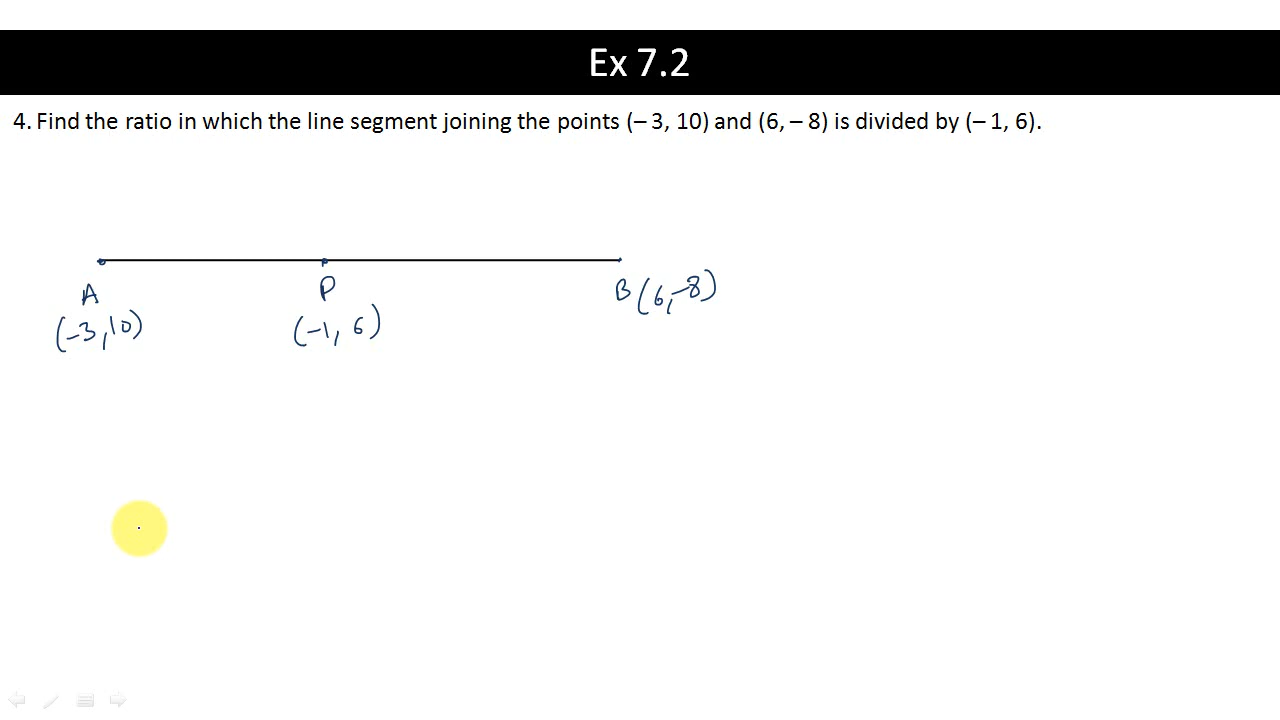 Ex 7.2
4. Find the ratio in which the line segment joining the points (– 3, 10) and (6, – 8) is divided by (– 1, 6).
A P B (6,-8)
(-3,10) (-1, 6)